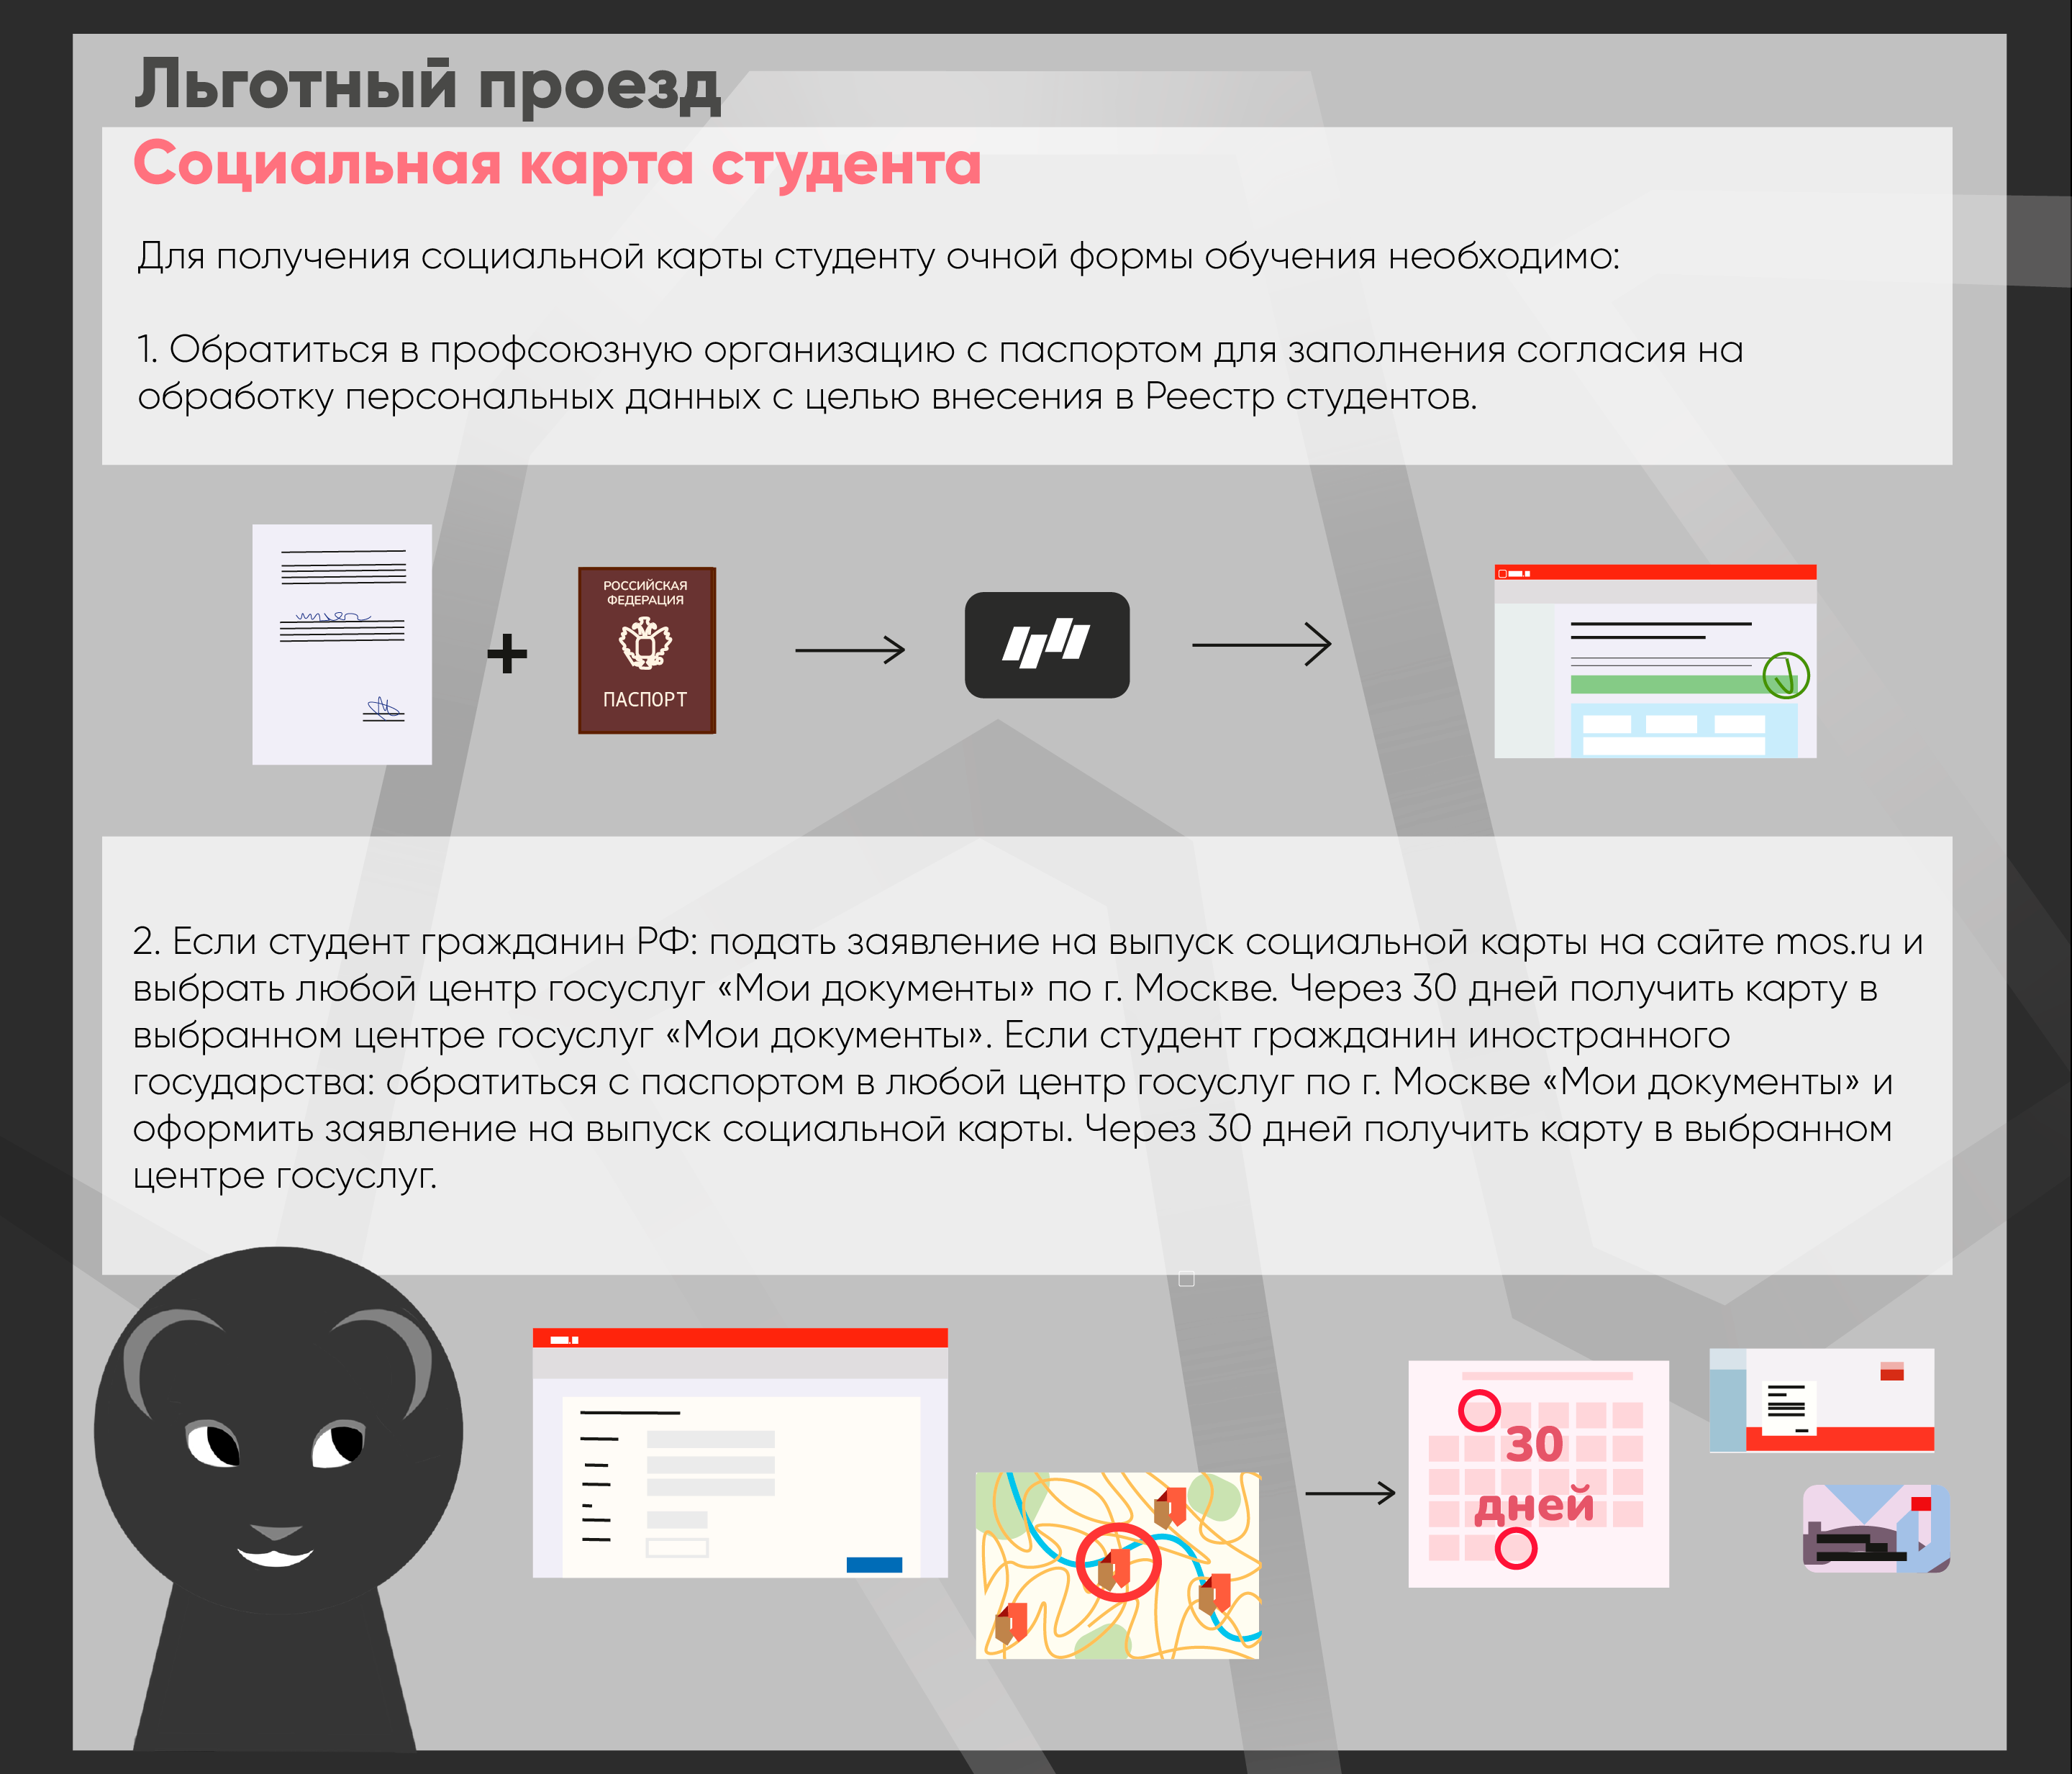 Льготный проезд
Социальная карта студента
Для получения социальной карты студенту очной формы обучения необходимо:
1. Обратиться в профсоюзную организацию с паспортом для заполнения согласия на
обработку персональных данных с целью внесения в Реестр студентов.
РОССИЙСКАЯ
ФЕДЕРАЦИЯ
ПАСПОРТ
2. Если студент гражданин РФ: подать заявление на выпуск социальной карты на сайте mos.ru и
выбрать любой центр госуслуг «Мои документы» по г. Москве. Через 30 дней получить карту в
выбранном центре госуслуг «Мои документы». Если студент гражданин иностранного
государства: обратиться с паспортом в любой центр госуслуг по г. Москве «Мои документы» и
оформить заявление на выпуск социальной карты. Через 30 дней получить карту в выбранном
центре госуслуг.
30
дней